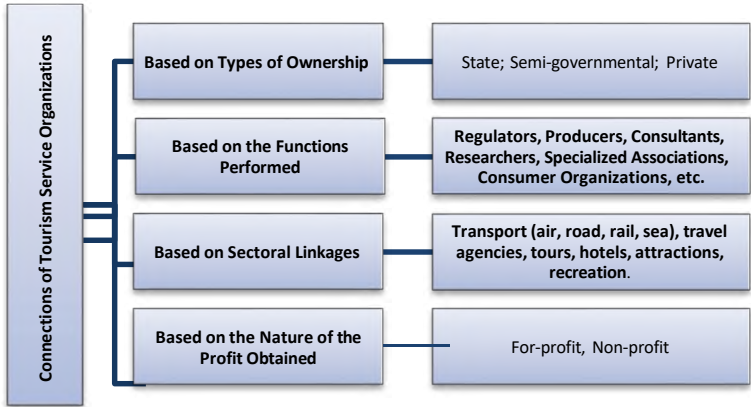 Connections of Tourism Service Organizations
Based on Types of Ownership
State; Semi-governmental; Private
Based on the Functions
Performed
Regulators, Producers, Consultants,
Researchers, Specialized Associations,
Consumer Organizations, etc.
Based on Sectoral Linkages
Transport (air, road, rail, sea), travel
agencies, tours, hotels, attractions,
recreation.
Based on the Nature of the
Profit Obtained
For-profit, Non-profit